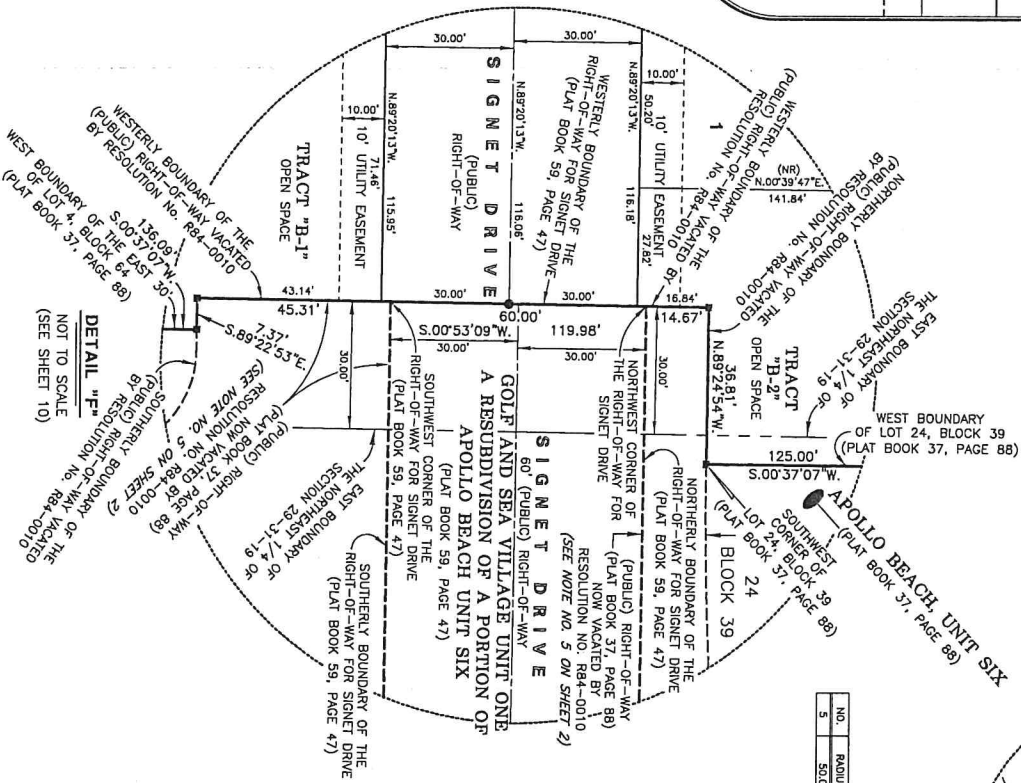 NO.
RADIU
5
50.0
30.00'
30.00'
N.89°20'13"W.
N.89°20'13"W.
10.00'
50.20'
10' UTILITY EASEMENT
27.82'
116.18'
1
WESTERLY BOUNDARY OF THE
(PUBLIC) RIGHT-OF-WAY VACATED BY
RESOLUTION No. R84-0010
(NR)
N.00°39'47"E.
141.84'
NORTHERLY BOUNDARY OF THE
(PUBLIC) RIGHT-OF-WAY VACATED
BY RESOLUTION No. R84-0010
THE EAST BOUNDARY OF
THE NORTHEAST 1/4 OF
SECTION 29-31-19
WESTERLY BOUNDARY OF THE
RIGHT-OF-WAY FOR SIGNET DRIVE
(PLAT BOOK 59, PAGE 47)
SIGNET DRIVE
(PUBLIC)
RIGHT-OF-WAY
116.06'
N.89°20'13"W.
10.00'
10' UTILITY EASEMENT
71.46'
115.95'
TRACT "B-1"
OPEN SPACE
WESTERLY BOUNDARY OF THE
(PUBLIC) RIGHT-OF-WAY VACATED
BY RESOLUTION No. R84-0010
WEST BOUNDARY OF THE EAST 30'
OF LOT 4, BLOCK 64
(PLAT BOOK 37, PAGE 88)
136.09'
S.00°37'07"W.
43.14'
45.31'
30.00'
30.00'
60.00'
16.84'
14.67'
S.00°53'09"W.
119.98'
30.00'
30.00'
30.00'
30.00'
7.37'
S.89°22'53"E.
36.81'
N.89°24'54"W.
TRACT
"B-2"
OPEN SPACE
WEST BOUNDARY
OF LOT 24, BLOCK 39
(PLAT BOOK 37, PAGE 88)
125.00'
S.00°37'07"W.
APOLLO BEACH, UNIT SIX
(PLAT BOOK 37, PAGE 88)
SOUTHWEST
CORNER OF
LOT 24, BLOCK 39
(PLAT BOOK 37, PAGE 88)
24
BLOCK 39
NORTHERLY BOUNDARY OF THE
RIGHT-OF-WAY FOR SIGNET DRIVE
(PLAT BOOK 59, PAGE 47)
NORTHWEST CORNER OF
THE RIGHT-OF-WAY FOR
SIGNET DRIVE
(PUBLIC) RIGHT-OF-WAY
(PLAT BOOK 37, PAGE 88)
NOW VACATED BY
RESOLUTION NO. R84-0010
(SEE NOTE NO. 5 ON SHEET 2)
SIGNET DRIVE
60' (PUBLIC) RIGHT-OF-WAY
GOLF AND SEA VILLAGE UNIT ONE
A RESUBDIVISION OF A PORTION OF
APOLLO BEACH UNIT SIX
(PLAT BOOK 59, PAGE 47)
SOUTHWEST CORNER OF THE
RIGHT-OF-WAY FOR SIGNET DRIVE
(PLAT BOOK 59, PAGE 47)
THE EAST BOUNDARY OF
THE NORTHEAST 1/4 OF
SECTION 29-31-19
(PUBLIC) RIGHT-OF-WAY
(PLAT BOOK 37, PAGE 88)
NOW VACATED BY
RESOLUTION NO. R84-0010
(SEE NOTE NO. 5 ON SHEET 2)
SOUTHERLY BOUNDARY OF THE
RIGHT-OF-WAY FOR SIGNET DRIVE
(PLAT BOOK 59, PAGE 47)
SOUTHERLY BOUNDARY OF THE
(PUBLIC) RIGHT-OF-WAY VACATED
BY RESOLUTION No. R84-0010
DETAIL "F"
NOT TO SCALE
(SEE SHEET 10)